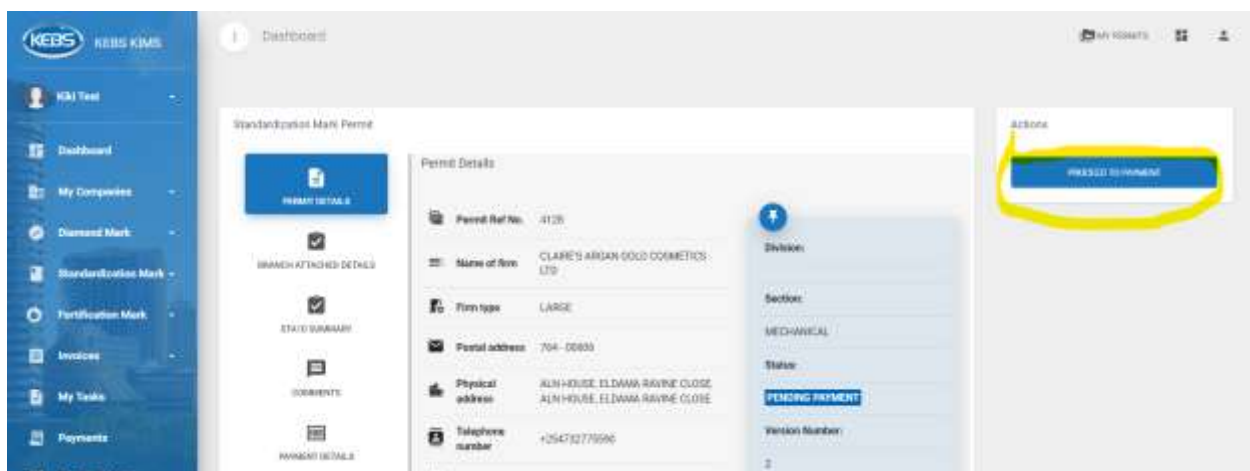 KEBS KEBS KIMS
Dashboard
MY PERMITS
Kiki Test
Dashboard
My Companies
Diamond Mark
Standardization Mark
Fortification Mark
Invoices
My Tasks
Payments
Standardization Mark Permit
PERMIT DETAILS
BRANCH ATTACHED DETAILS
STA10 SUMMARY
COMMENTS
PAYMENT DETAILS
Permit Details
Permit Ref No. 4128
Name of firm CLAIRE'S ARGAN GOLD COSMETICS
LTD
Firm type LARGE
Postal address 764 - 00606
Physical ALN HOUSE, ELDAMA RAVINE CLOSE,
address ALN HOUSE, ELDAMA RAVINE CLOSE
Telephone
number
Division:
Section:
MECHANICAL
Status:
PENDING PAYMENT
Version Number:
2
Actions
PROCEED TO PAYMENT